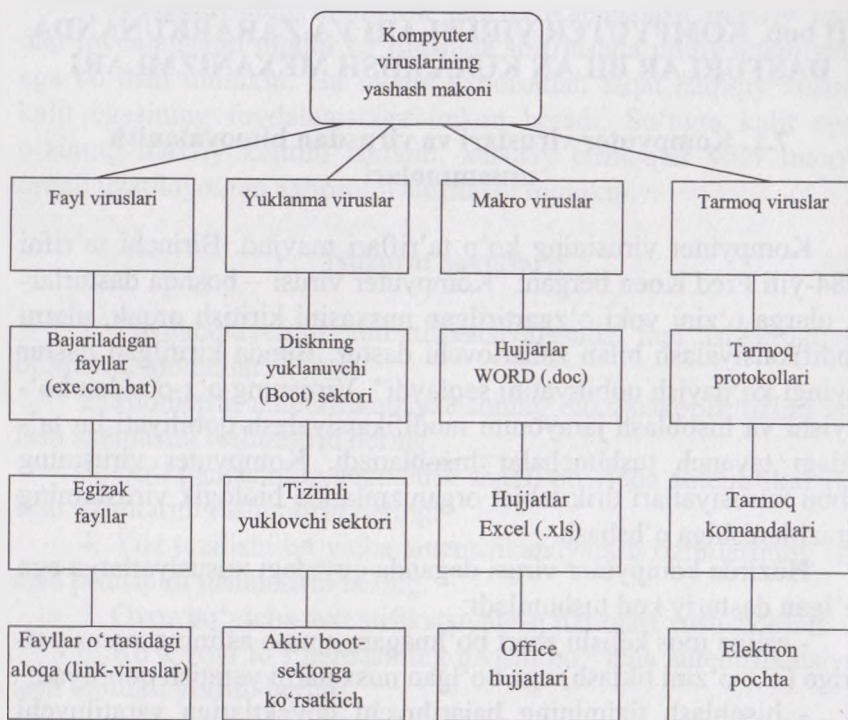 Kompyuter
viruslarining
yashash makoni
Fayl viruslari
Yuklanma viruslar
Makro viruslar
Tarmoq viruslar
Bajariladigan
fayllar
(exe.com.bat)
Diskning
yuklanuvchi
(Boot) sektori
Hujjatlar
WORD (.doc)
Tarmoq
protokollari
Egizak
fayllar
Tizimli
yuklovchi sektori
Hujjatlar
Excel (.xls)
Tarmoq
komandalari
Fayllar o‘rtasidagi
aloqa (link-viruslar)
Aktiv boot-
sektorga
ko‘rsatkich
Office
hujjatlari
Elektron
pochta